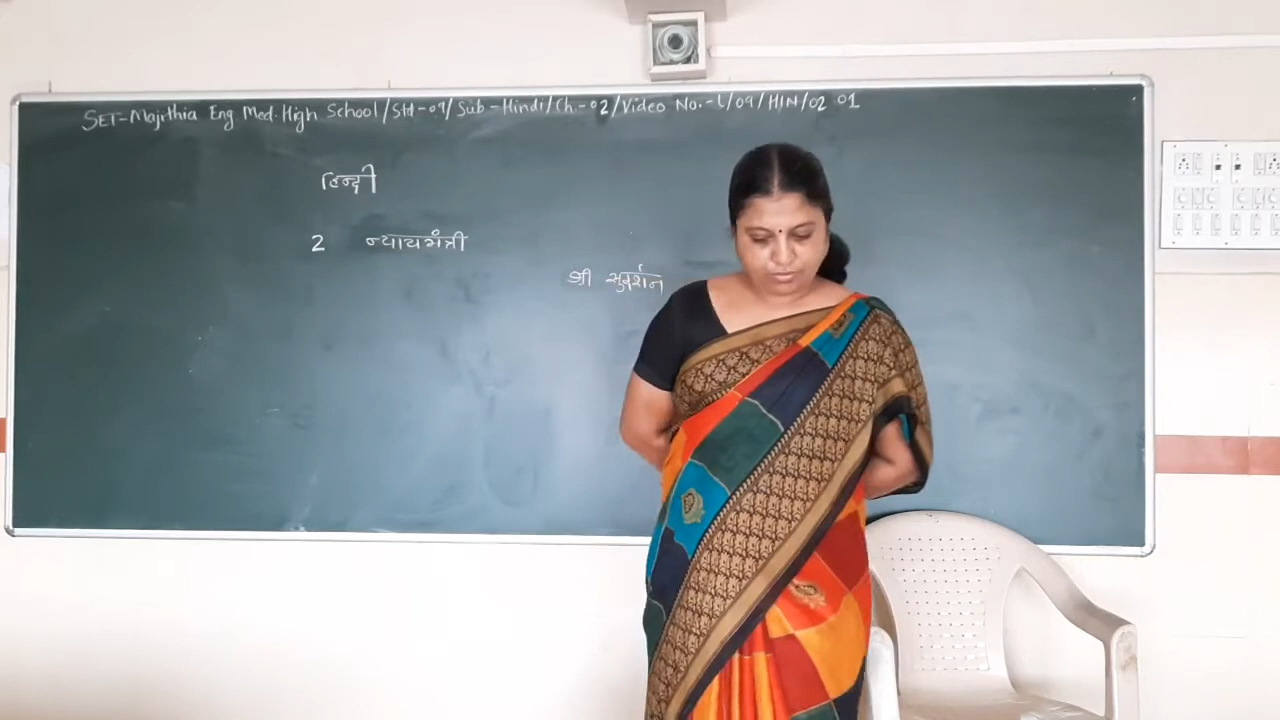 SET-Majithia Eng Med. High School/Std-09/Sub-Hindi/Ch.-02/Video No.-L/09/HIN/02 01
हिन्दी
2 न्यायमंत्री
श्री सुदर्शन